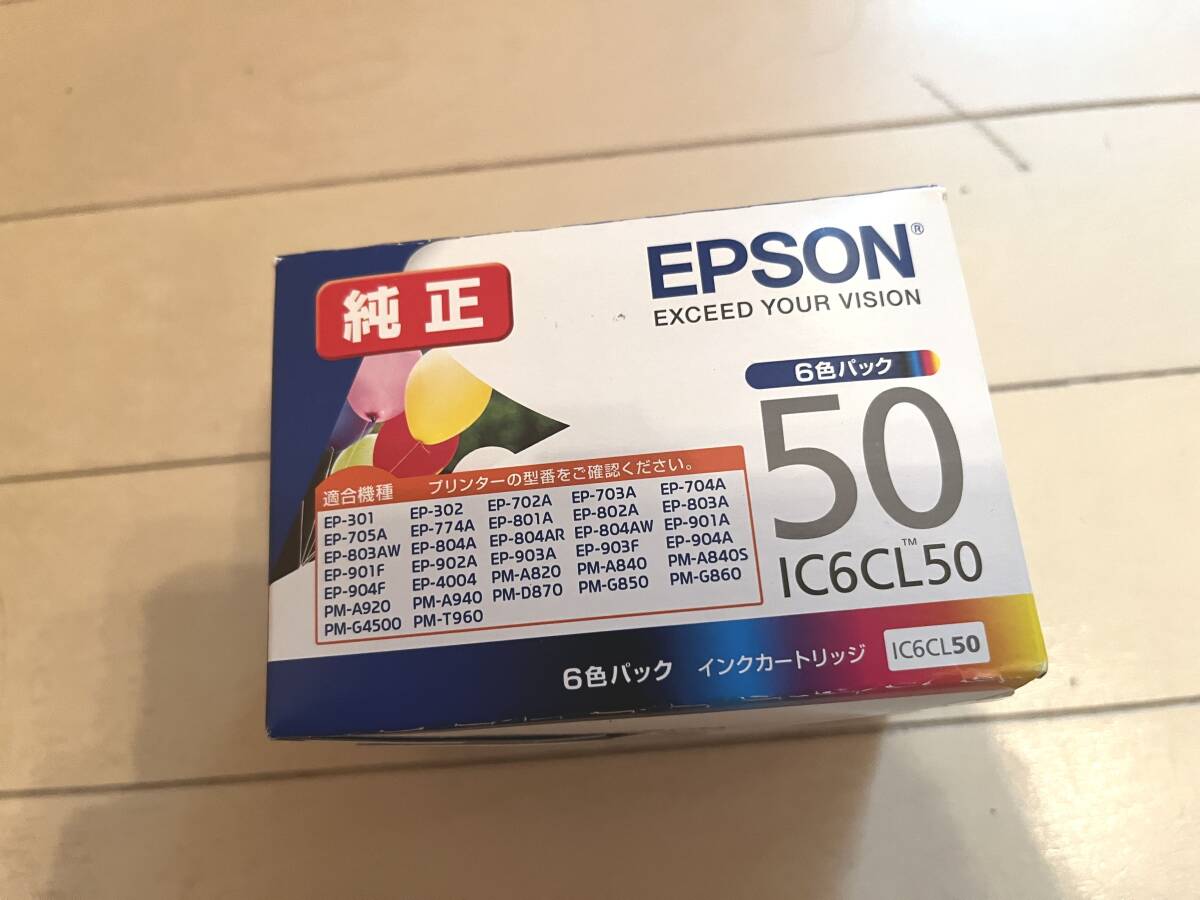 純正
EPSON®
EXCEED YOUR VISION
6色パック
50
IC6CL50™
適合機種 プリンターの型番をご確認ください。
EP-301 EP-302 EP-702A EP-703A EP-704A
EP-705A EP-774A EP-801A EP-802A EP-803A
EP-803AW EP-804A EP-804AR EP-804AW EP-901A
EP-901F EP-902A EP-903A EP-903F EP-904A
EP-904F EP-4004 PM-A820 PM-A840 PM-A840S
PM-A920 PM-A940 PM-D870 PM-G850 PM-G860
PM-G4500 PM-T960
6色パック インクカートリッジ IC6CL50